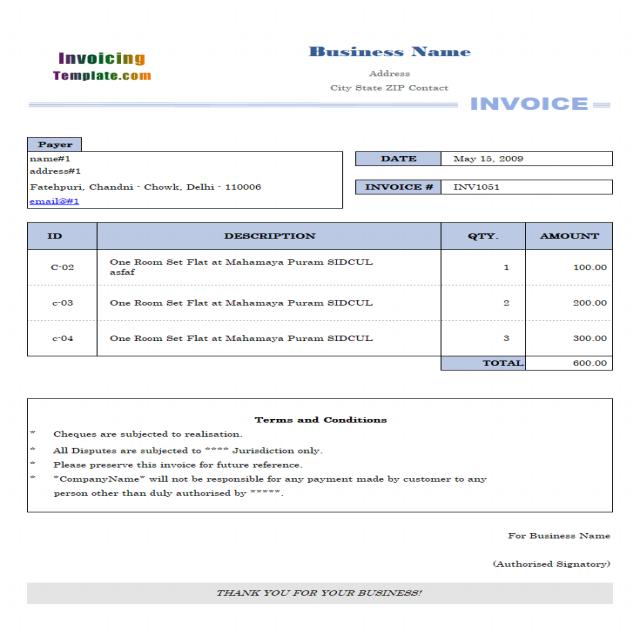 Invoicing
Template.com
Business Name
Address
City State ZIP Contact
INVOICE
Payer
name#1
address#1
Fatehpuri, Chandni - Chowk, Delhi - 110006
email@#1
DATE May 15, 2009
INVOICE # INV1051
ID DESCRIPTION QTY. AMOUNT
C-02 One Room Set Flat at Mahamaya Puram SIDCUL
asfaf 1 100.00
c-03 One Room Set Flat at Mahamaya Puram SIDCUL 2 200.00
c-04 One Room Set Flat at Mahamaya Puram SIDCUL 3 300.00
TOTAL 600.00
Terms and Conditions
* Cheques are subjected to realisation.
* All Disputes are subjected to **** Jurisdiction only.
* Please preserve this invoice for future reference.
* "CompanyName" will not be responsible for any payment made by customer to any
person other than duly authorised by *****.
For Business Name
(Authorised Signatory)
THANK YOU FOR YOUR BUSINESS!